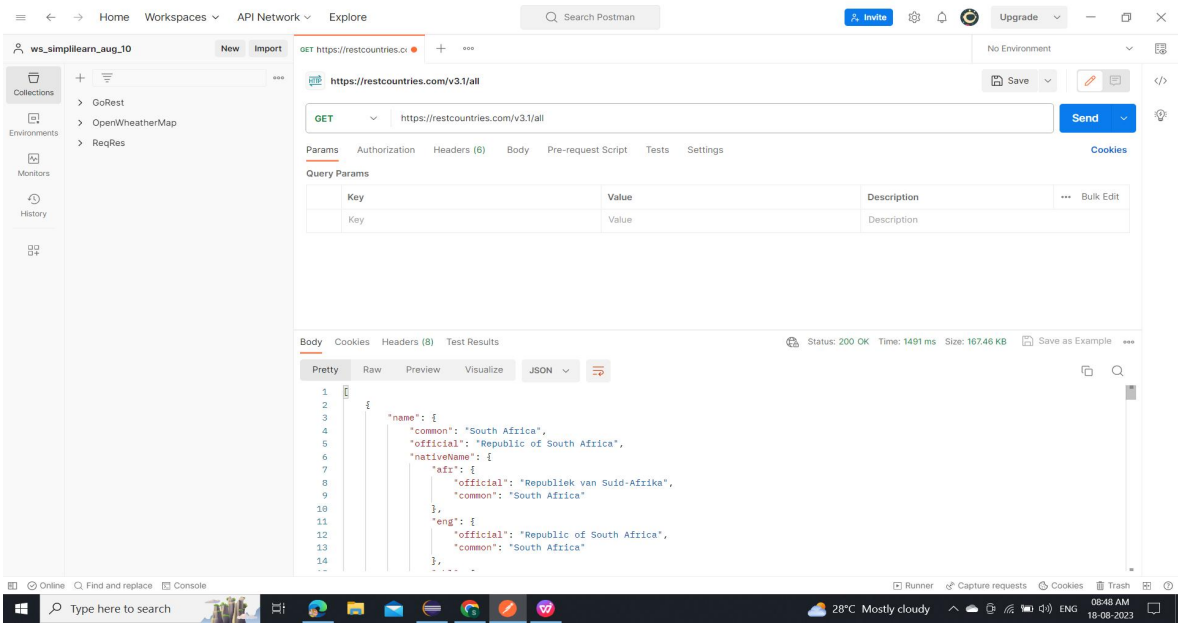 Home Workspaces API Network Explore Search Postman Invite Upgrade
ws_simplilearn_aug_10 New Import GET https://restcountries.cc No Environment
Collections
Environments
Monitors
History
GoRest
OpenWheatherMap
ReqRes
HTTP https://restcountries.com/v3.1/all Save
GET https://restcountries.com/v3.1/all Send
Params Authorization Headers (6) Body Pre-request Script Tests Settings Cookies
Query Params
Key Value Description Bulk Edit
Key Value Description
Body Cookies Headers (8) Test Results Status: 200 OK Time: 1491 ms Size: 167.46 KB Save as Example
Pretty Raw Preview Visualize JSON
1 [
2 {
3 "name": {
4 "common": "South Africa",
5 "official": "Republic of South Africa",
6 "nativeName": {
7 "afr": {
8 "official": "Republiek van Suid-Afrika",
9 "common": "South Africa"
10 },
11 "eng": {
12 "official": "Republic of South Africa",
13 "common": "South Africa"
14 },
Online Find and replace Console Runner Capture requests Cookies Trash
Type here to search 28°C Mostly cloudy ENG 08:48 AM
18-08-2023